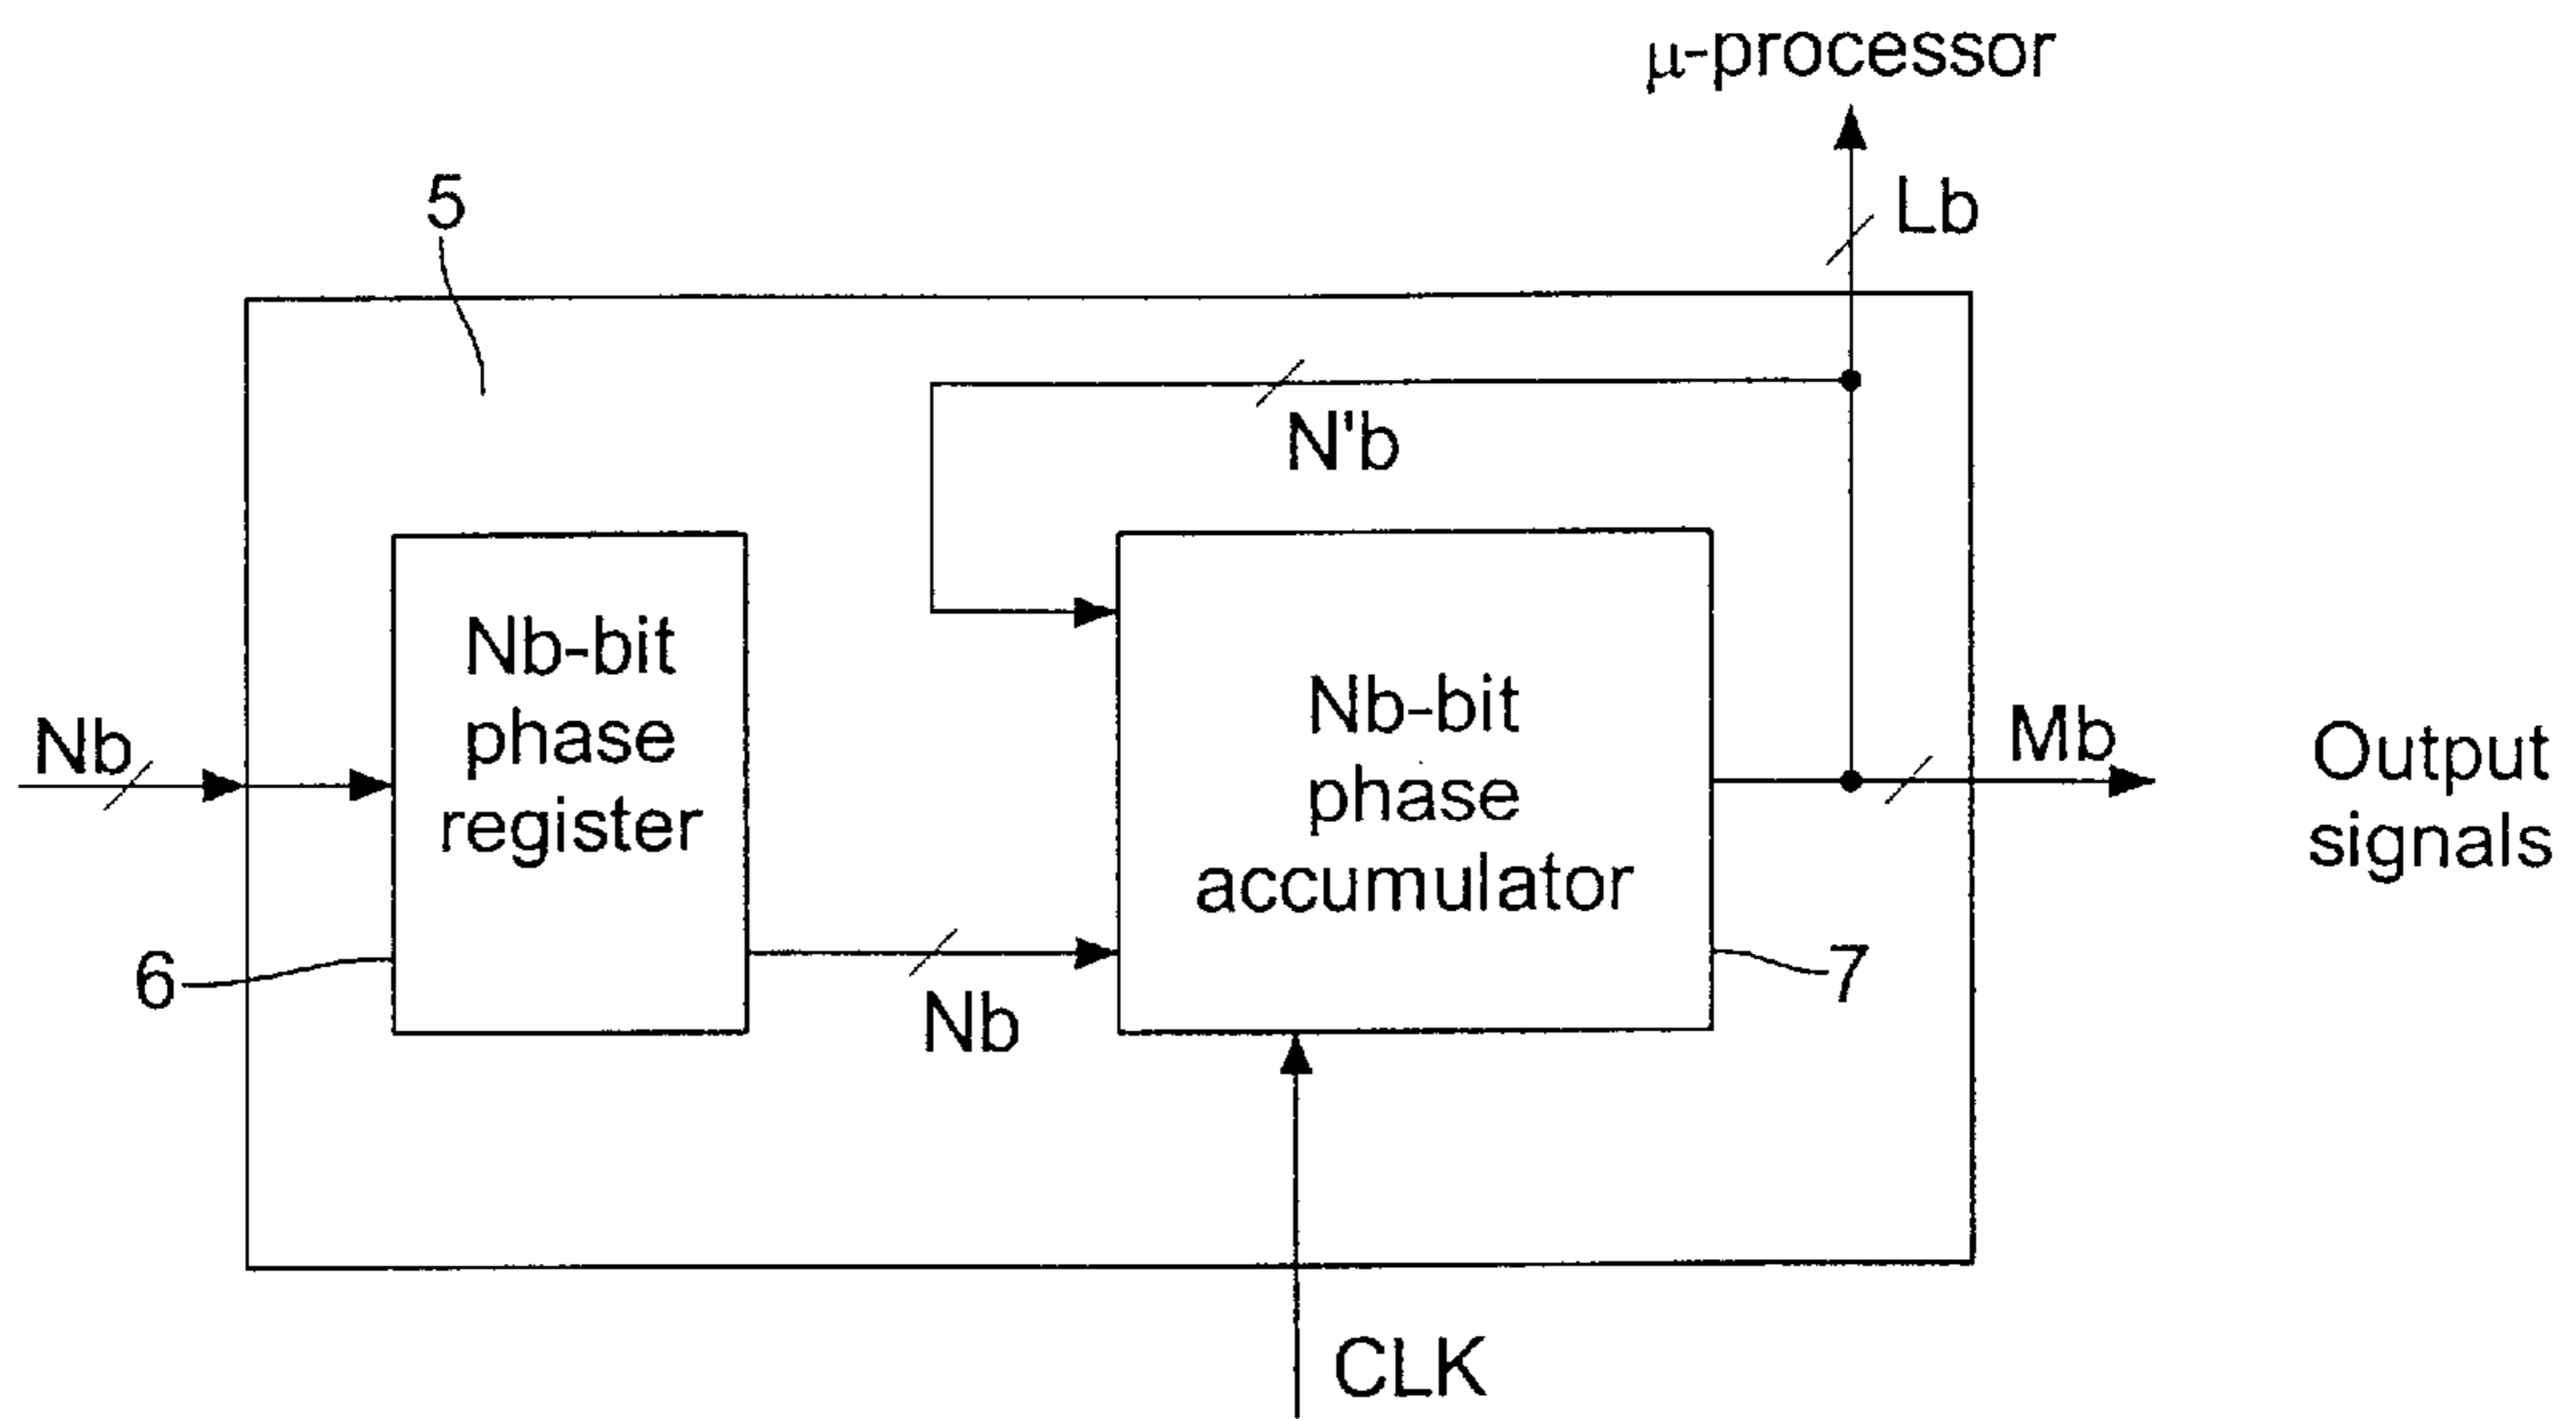 μ-processor
Lb
5
N'b
Nb-bit
phase
register
Nb-bit
phase
accumulator
Nb
Mb
Output
signals
6
Nb
7
CLK